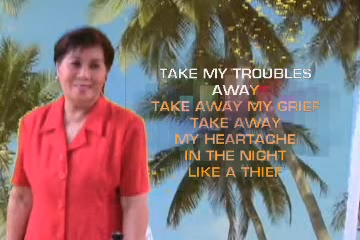 TAKE MY TROUBLES
AWAY
TAKE AWAY MY GRIEF
TAKE AWAY
MY HEARTACHE
IN THE NIGHT
LIKE A THIEF